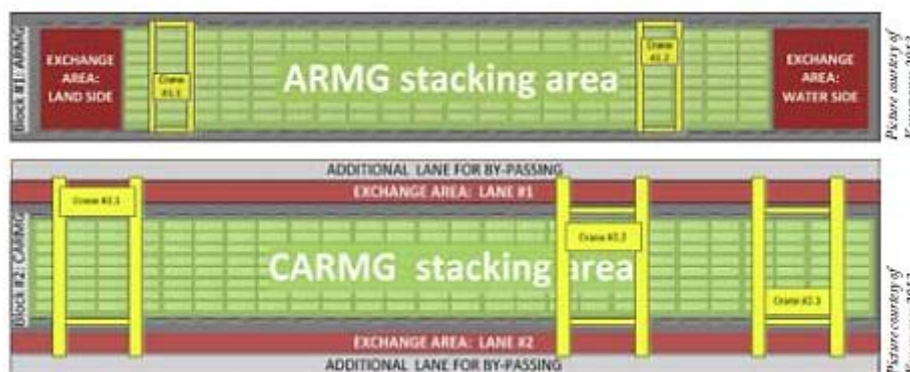 Block #1: ARMG
EXCHANGE
AREA:
LAND SIDE
Crane
#1.1
ARMG stacking area
Crane
#1.2
EXCHANGE
AREA:
WATER SIDE
Picture courtesy of
ADDITIONAL LANE FOR BY-PASSING
EXCHANGE AREA: LANE #1
Block #2: CARMG
Crane #2.1
Crane #2.2
CARMG stacking area
Crane #2.3
EXCHANGE AREA: LANE #2
ADDITIONAL LANE FOR BY-PASSING
Picture courtesy of